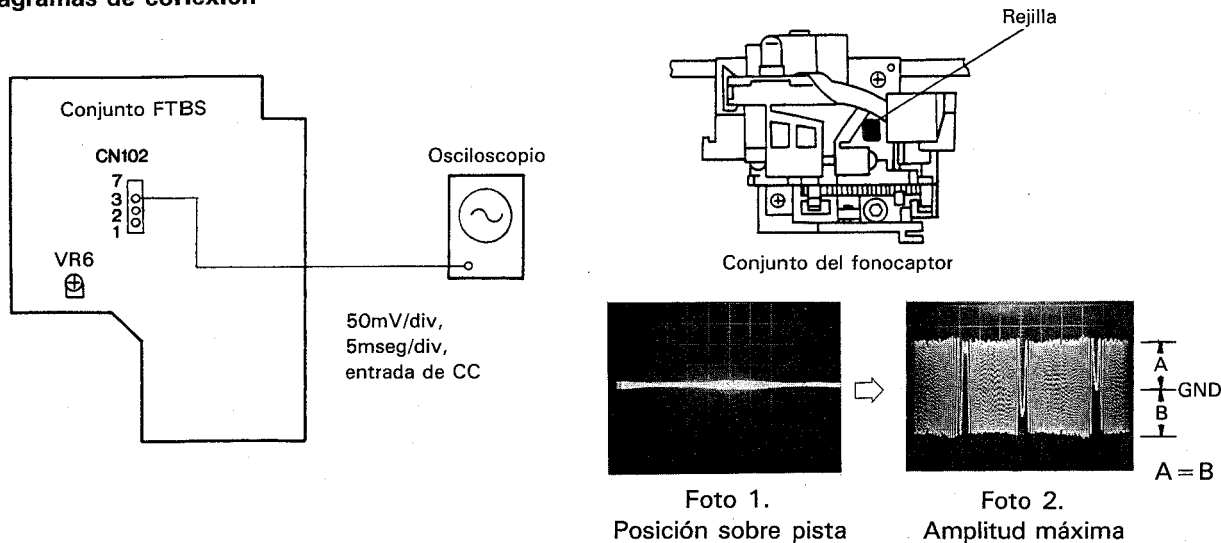 agramas de conexión
Conjunto FTBS
CN102
7
3
2
1
VR6
Osciloscopio
50mV/div,
5mseg/div,
entrada de CC
Rejilla
Conjunto del fonocaptor
A
GND
B
A=B
Foto 1.
Posición sobre pista
Foto 2.
Amplitud máxima